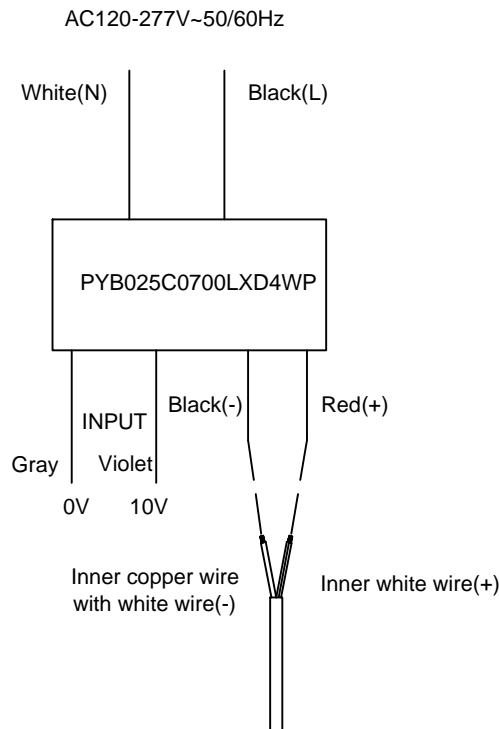 AC120-277V~50/60Hz
White(N)
Black(L)
PYB025C0700LXD4WP
Black(-)
Red(+)
INPUT
Gray
Violet
0V
10V
Inner copper wire
with white wire(-)
Inner white wire(+)